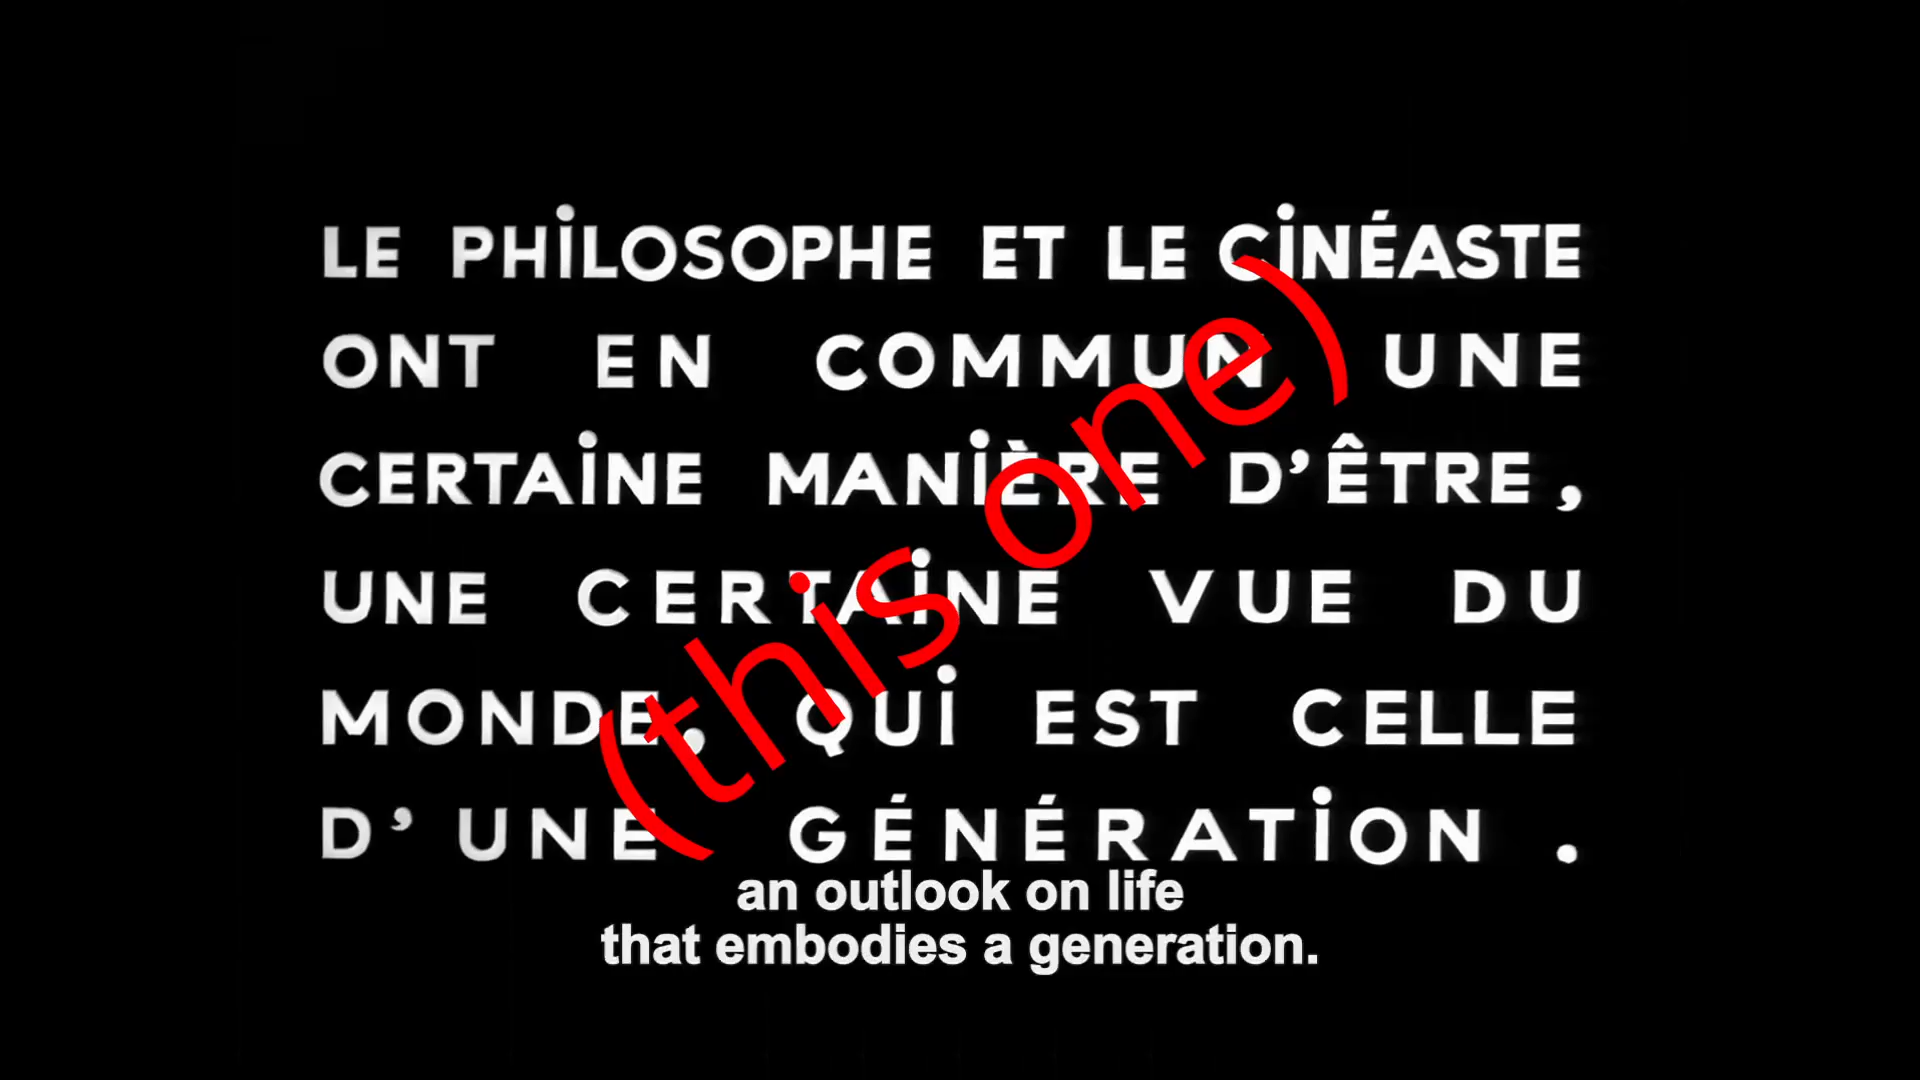 LE PHILOSOPHE ET LE CINÉASTE
ONT EN COMMUN UNE
CERTAINE MANIÈRE D'ÊTRE,
UNE CERTAINE VUE DU
MONDE, QUI EST CELLE
D'UNE GÉNÉRATION.
(this one)
an outlook on life
that embodies a generation.